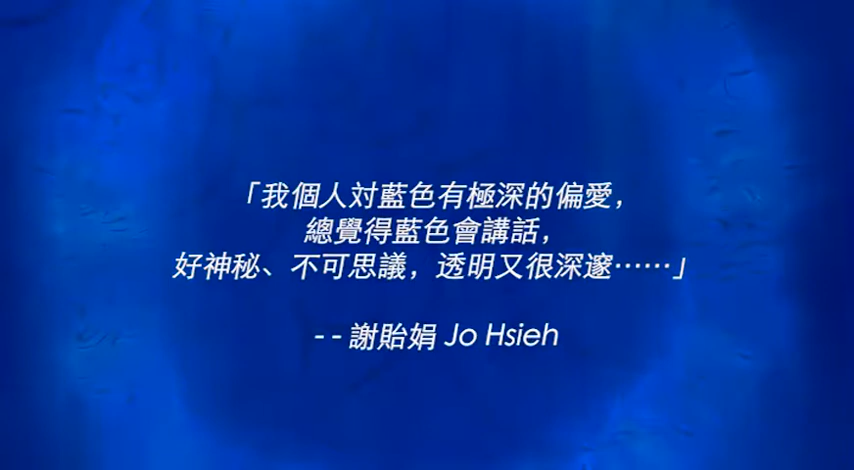 「我個人対藍色有極深的偏愛，
總覺得藍色會講話，
好神秘、不可思議，透明又很深邃……」
-- 謝貽娟 Jo Hsieh